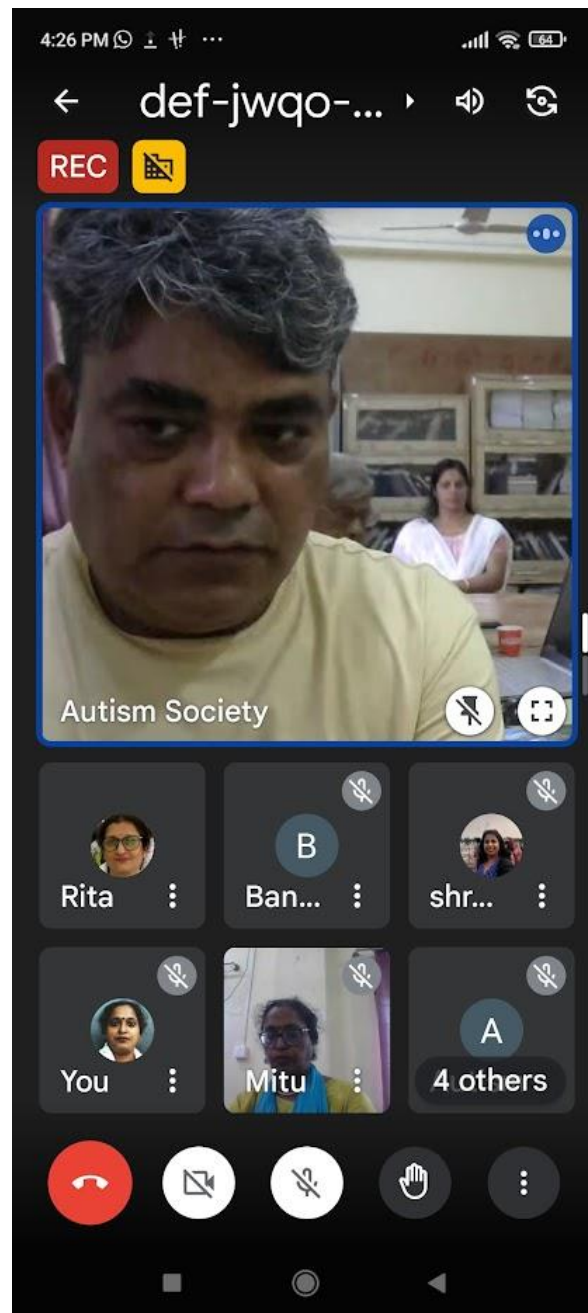 4:26 PM
64
def-jwqo-...
REC
Autism Society
Rita
B
Ban...
shr...
You
Mitu
A
4 others